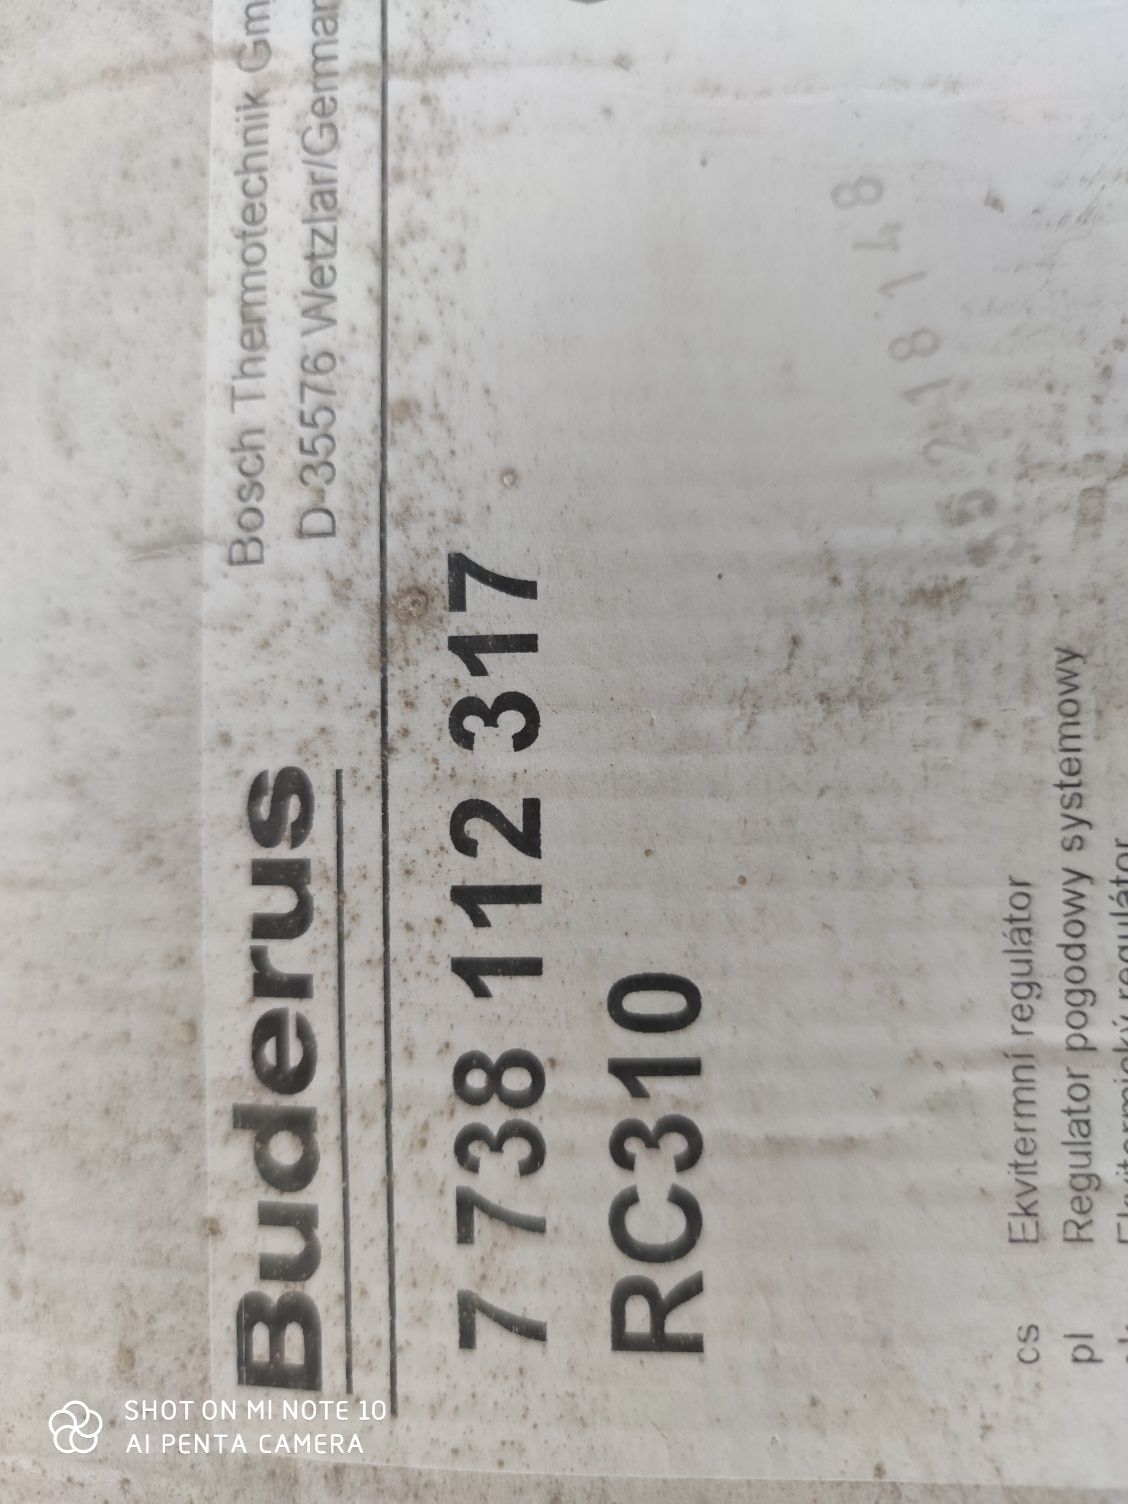 Buderus
Bosch Thermotechnik Gm
D-35576 Wetzlar/German
7 738 112 317
RC310
cs Ekvitermní regulátor
pl Regulator pogodowy systemowy
SHOT ON MI NOTE 10
AI PENTA CAMERA